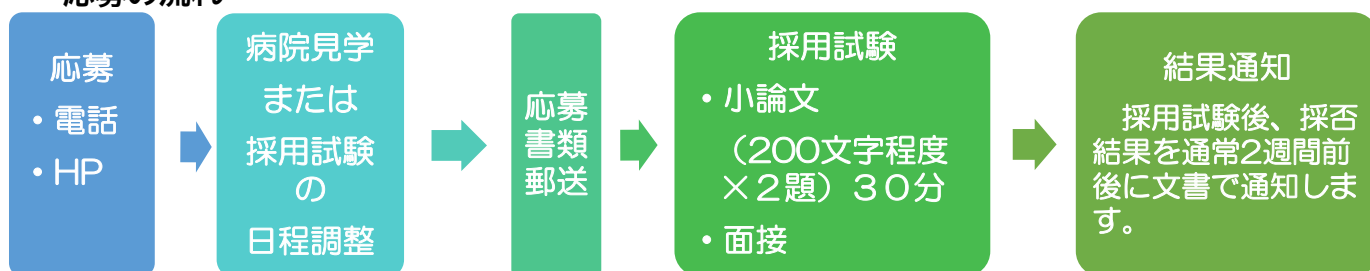 応募
・電話
・HP
病院見学
または
採用試験
の
日程調整
応募
書類
郵送
採用試験
・小論文
（200文字程度
×2題）30分
・面接
結果通知
採用試験後、採否
結果を通常2週間前
後に文書で通知しま
す。